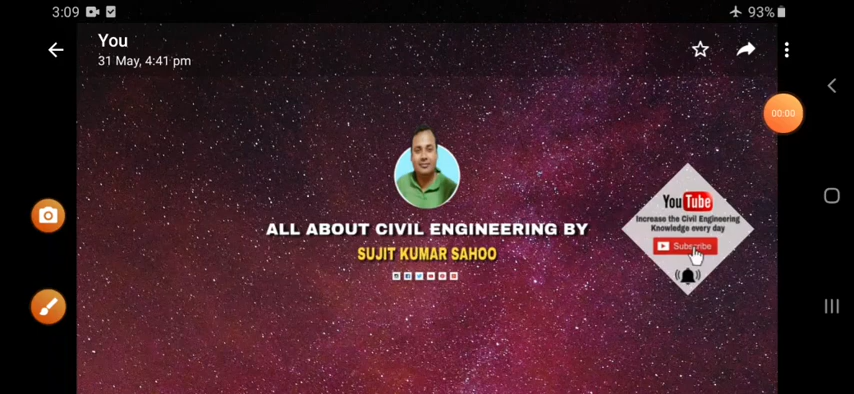 3:09
93%
You
31 May, 4:41 pm
00:00
ALL ABOUT CIVIL ENGINEERING BY
SUJIT KUMAR SAHOO
YouTube
Increase the Civil Engineering
Knowledge every day
Subscribe